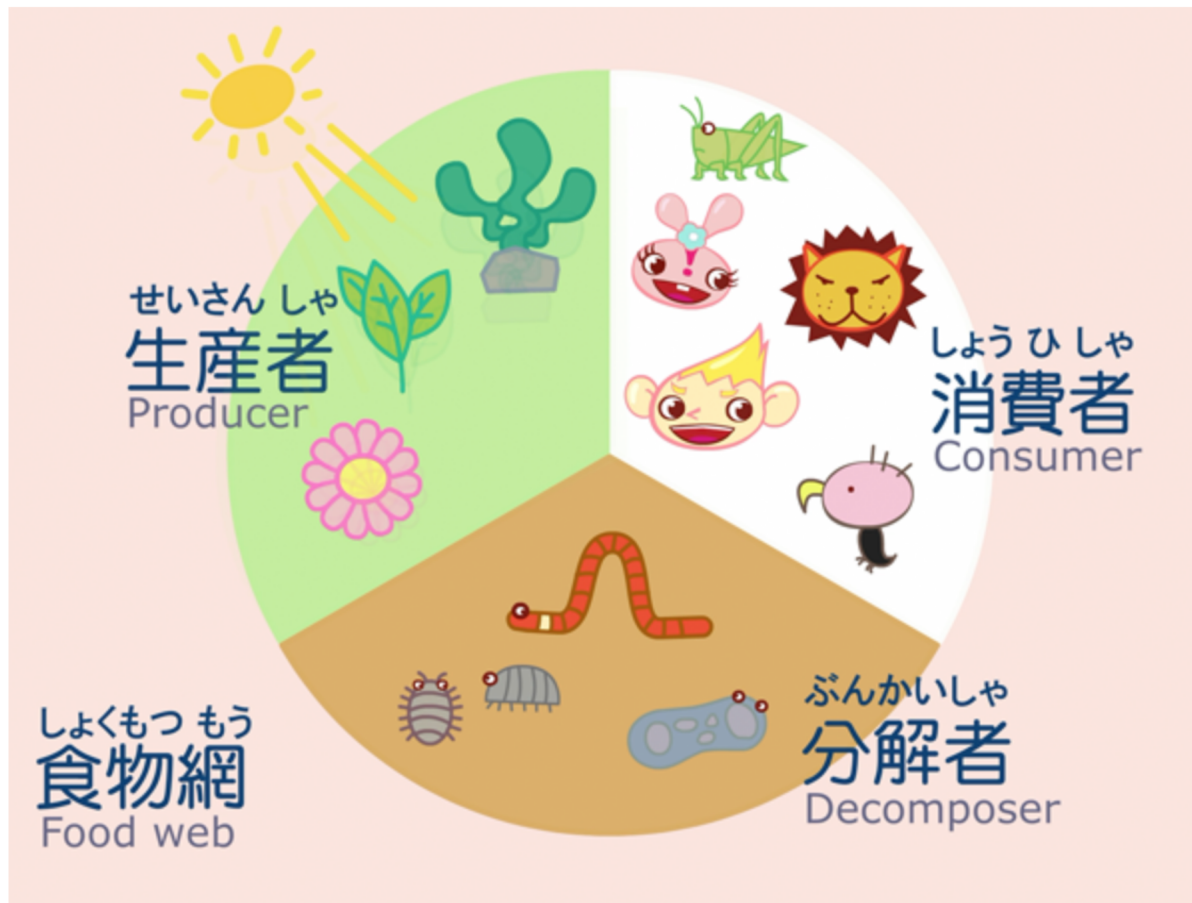 せいさん しゃ
生産者
Producer
しょう ひ しゃ
消費者
Consumer
ぶんかいしゃ
分解者
Decomposer
しょくもつ もう
食物網
Food web